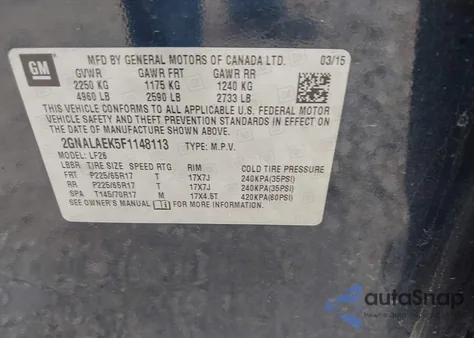 GM
MFD BY GENERAL MOTORS OF CANADA LTD. 03/15
GVWR GAWR FRT GAWR RR
2250 KG 1175 KG 1240 KG
4960 LB 2590 LB 2733 LB
THIS VEHICLE CONFORMS TO ALL APPLICABLE U.S. FEDERAL MOTOR
VEHICLE SAFETY AND THEFT PREVENTION STANDARDS IN EFFECT ON
THE DATE OF MANUFACTURE SHOWN ABOVE.
2GNALAEK5F1148113 TYPE: M.P.V.
MODEL: LF26
LBBR TIRE SIZE SPEED RTG RIM COLD TIRE PRESSURE
FRT P225/65R17 T 17X7J 240KPA(35PSI)
RR P225/65R17 T 17X7J 240KPA(35PSI)
SPA T145/70R17 M 17X4.5T 420KPA(60PSI)
SEE OWNER'S MANUAL FOR MORE INFORMATION.
autoSnap